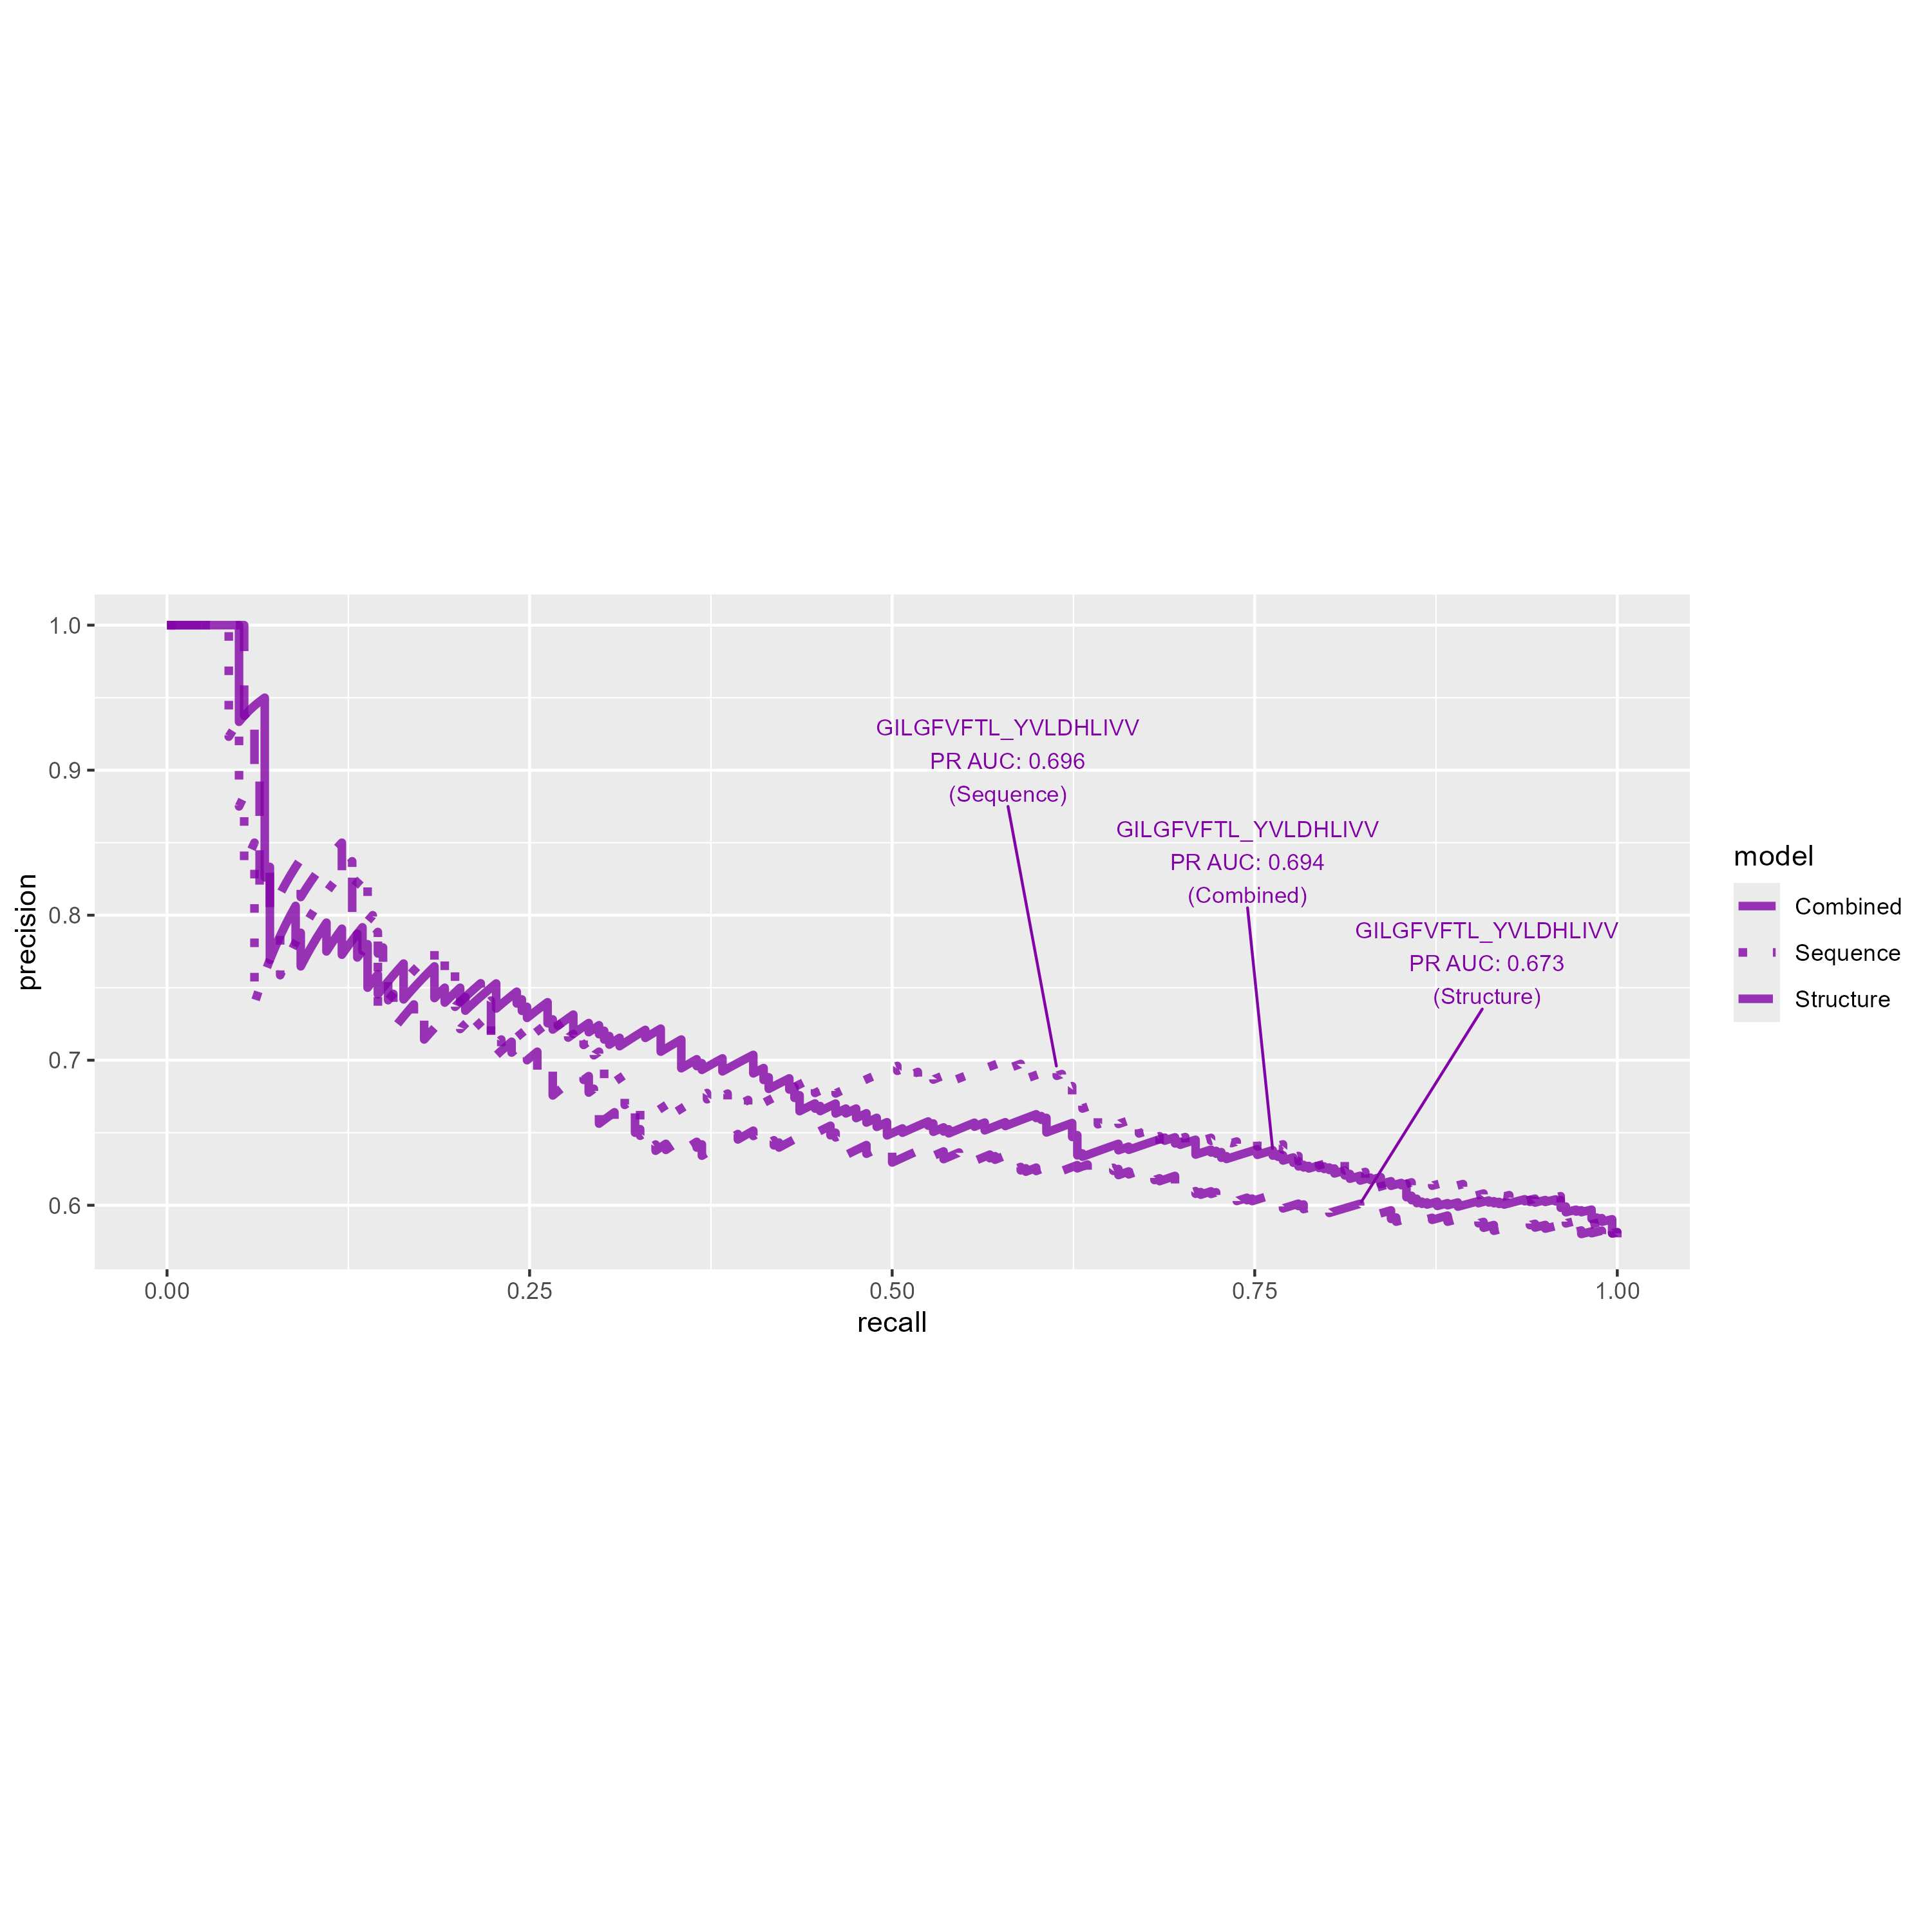 GILGFVFTL_YVLDHLIVV
PR AUC: 0.696
(Sequence)
GILGFVFTL_YVLDHLIVV
PR AUC: 0.694
(Combined)
GILGFVFTL_YVLDHLIVV
PR AUC: 0.673
(Structure)
1.0
0.9
0.8
0.7
0.6
precision
0.00
0.25
0.50
0.75
1.00
recall
model
Combined
Sequence
Structure